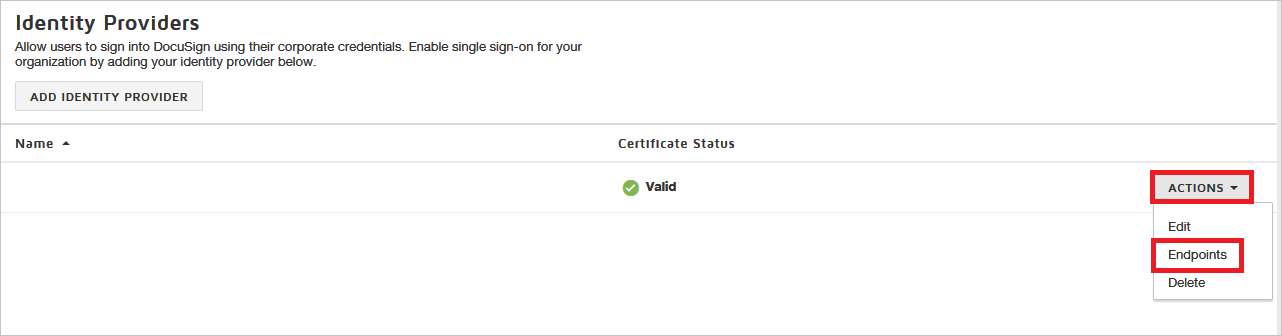 Identity Providers
Allow users to sign into DocuSign using their corporate credentials. Enable single sign-on for your
organization by adding your identity provider below.
ADD IDENTITY PROVIDER
Name
Certificate Status
Valid
ACTIONS
Edit
Endpoints
Delete